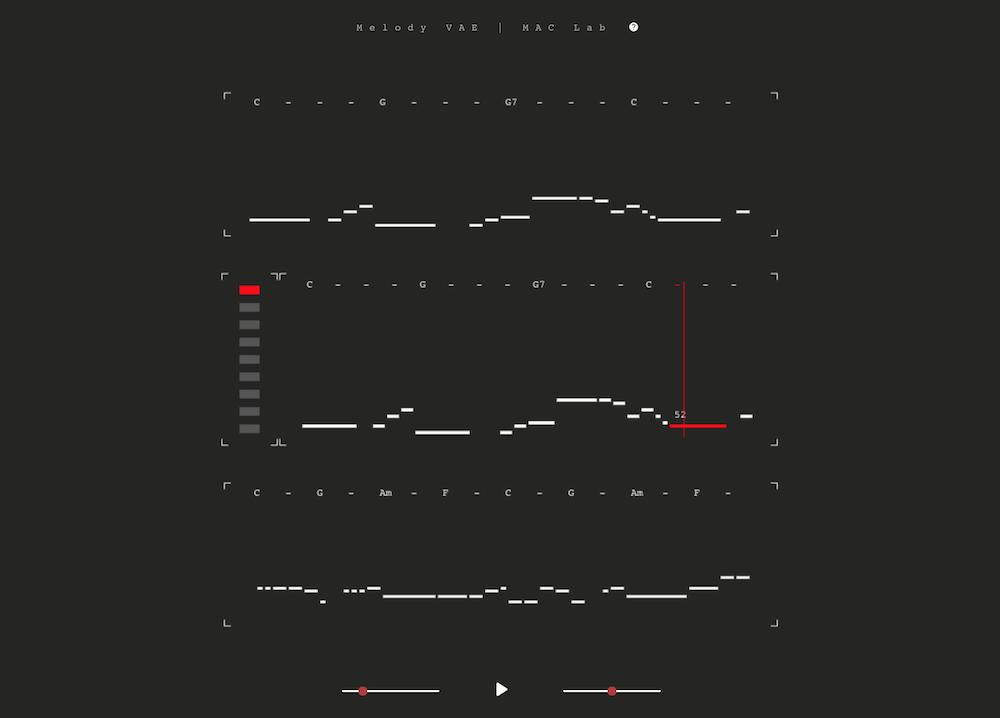 Melody VAE | MAC Lab ?
C - - - G - - - G7 - - - C - - -
C - - - G - - - G7 - - - C - - -
52
C - G - Am - F - C - G - Am - F -